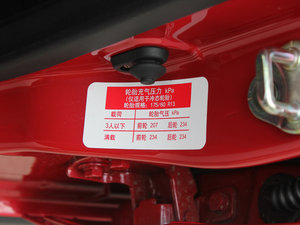 轮胎充气压力 kPa
(仅适用于冷态轮胎)
轮胎规格: 175/60 R13
载荷 轮胎气压 kPa
3人以下 前轮 207 后轮 234
满载 前轮 234 后轮 234